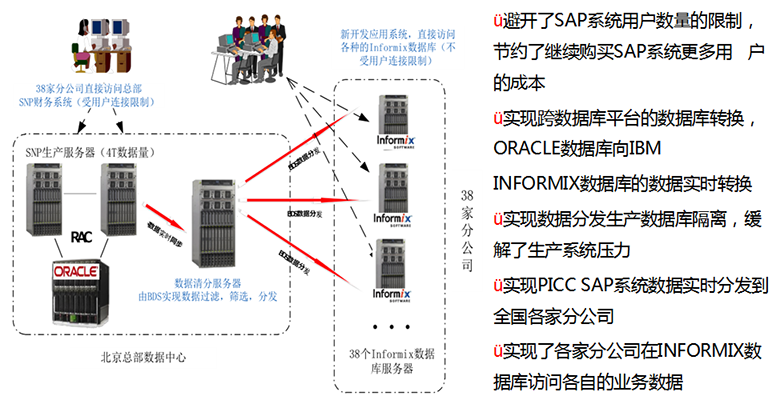 38家分公司直接访问总部
SNP财务系统（受用户连接限制）
新开发应用系统，直接访问
各种的Informix数据库（不
受用户连接限制）
SNP生产服务器（4T数据量）
RAC
ORACLE
数据实时同步
数据清分服务器
由BDS实现数据过滤，筛选，分发
北京总部数据中心
BDS数据分发
BDS数据分发
BDS数据分发
Informix
SOFTWARE
Informix
SOFTWARE
Informix
SOFTWARE
38个Informix数据
库服务器
38家分公司
ü避开了SAP系统用户数量的限制，
节约了继续购买SAP系统更多用 户
的成本
ü实现跨数据库平台的数据库转换，
ORACLE数据库向IBM
INFORMIX数据库的数据实时转换
ü实现数据分发生产数据库隔离，缓
解了生产系统压力
ü实现PICC SAP系统数据实时分发到
全国各家分公司
ü实现了各家分公司在INFORMIX数
据库访问各自的业务数据